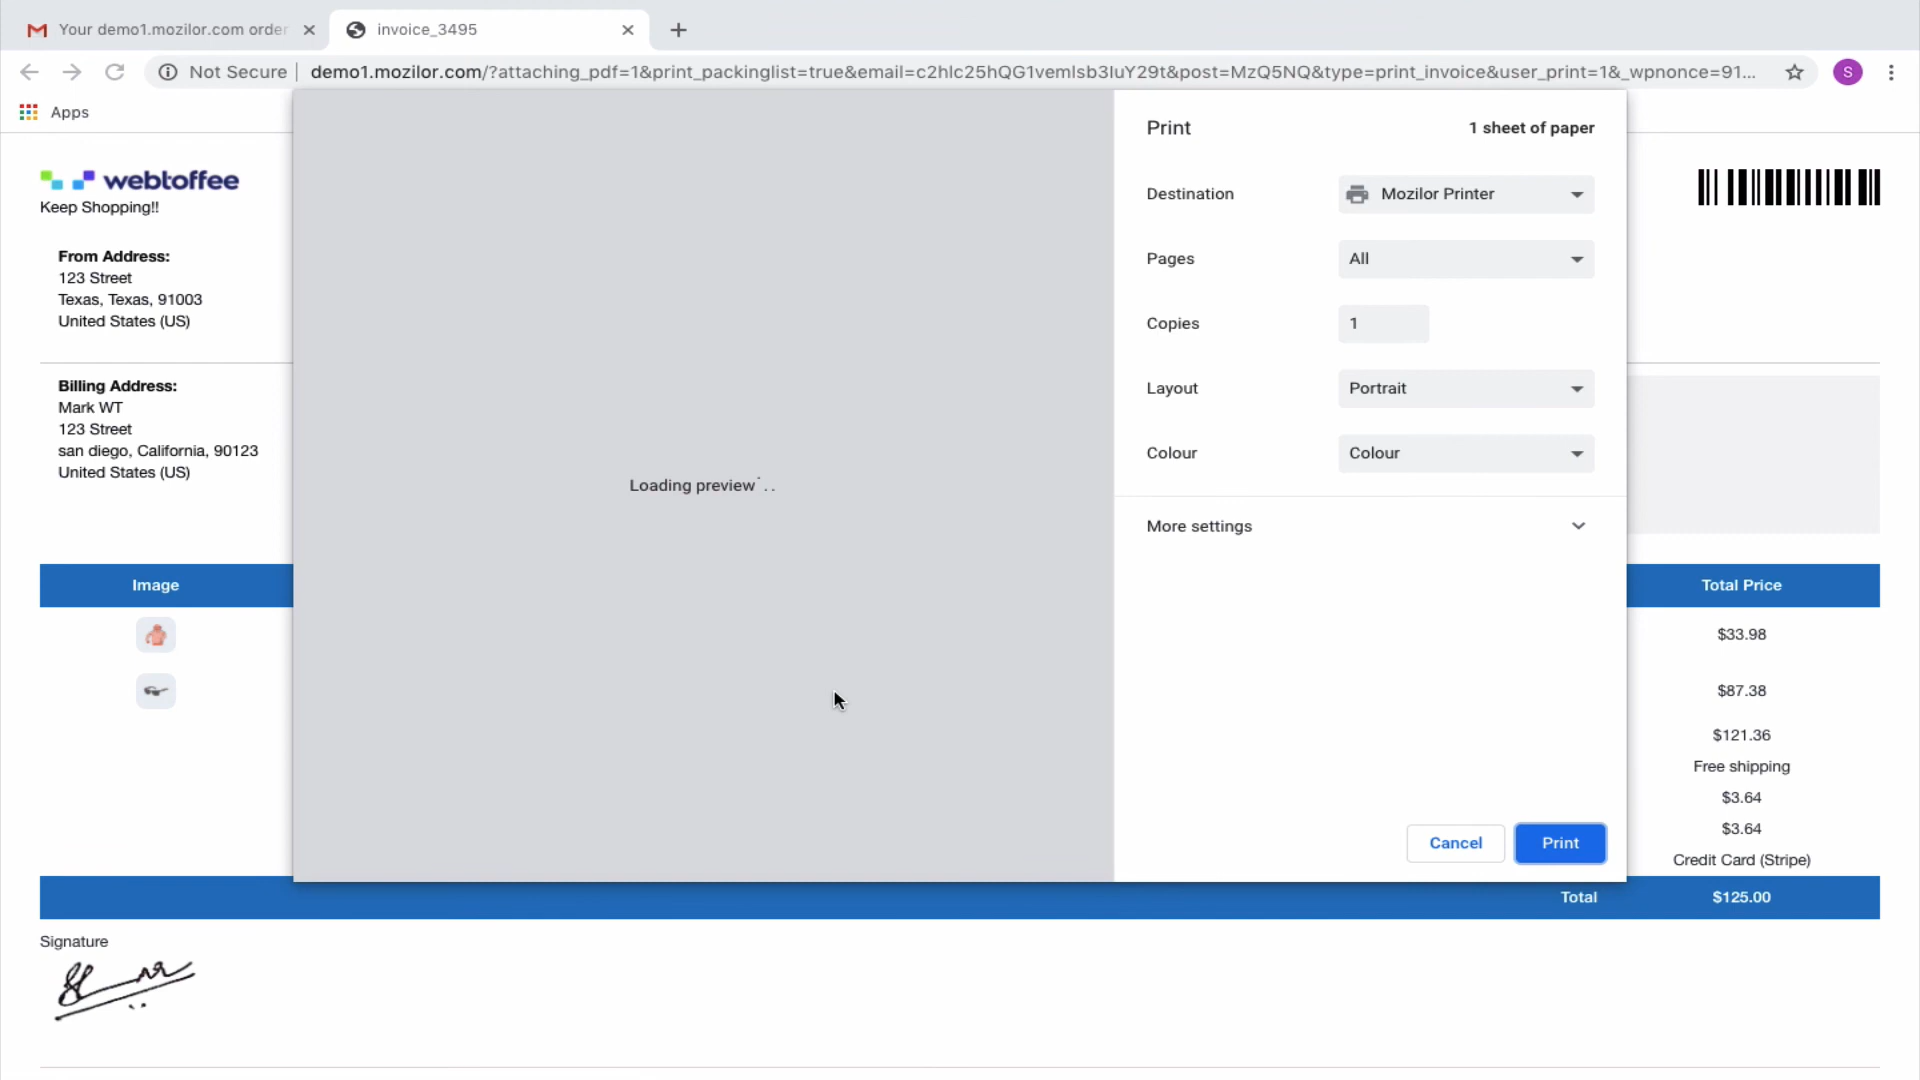 Your demo1.mozilor.com order
invoice_3495
Not Secure
demo1.mozilor.com/?attaching_pdf=1&print_packinglist=true&email=c2hlc25hQG1vemlsb3IuY29t&post=MzQ5NQ&type=print_invoice&user_print=1&_wpnonce=91...
S
Apps
webtoffee
Keep Shopping!!
From Address:
123 Street
Texas, Texas, 91003
United States (US)
Billing Address:
Mark WT
123 Street
san diego, California, 90123
United States (US)
Image
Loading preview...
Print
1 sheet of paper
Destination
Mozilor Printer
Pages
All
Copies
1
Layout
Portrait
Colour
Colour
More settings
Cancel
Print
Total Price
$33.98
$87.38
$121.36
Free shipping
$3.64
$3.64
Credit Card (Stripe)
Total
$125.00
Signature